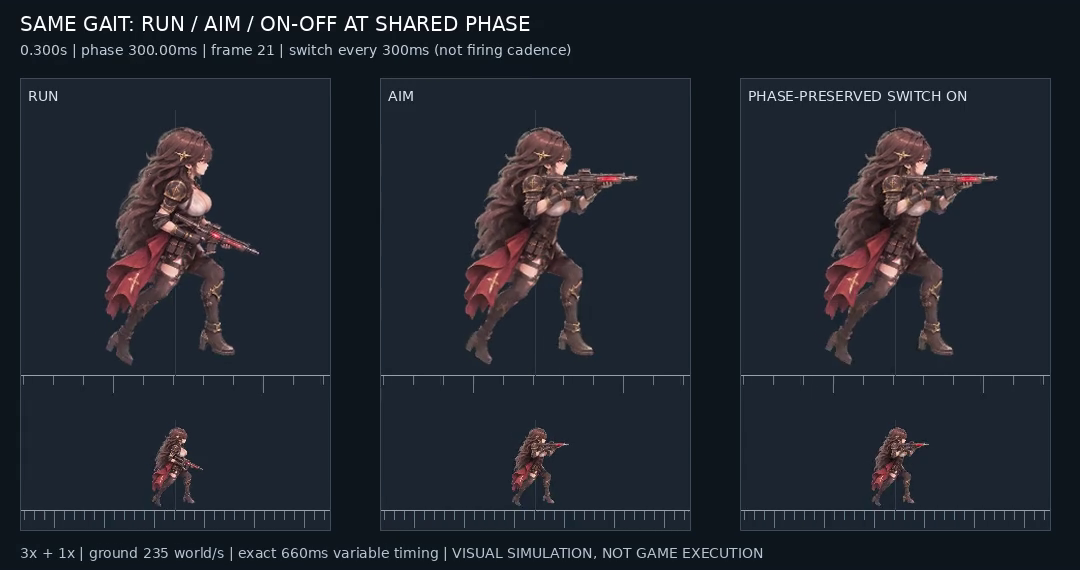 SAME GAIT: RUN / AIM / ON-OFF AT SHARED PHASE
0.300s | phase 300.00ms | frame 21 | switch every 300ms (not firing cadence)
RUN
AIM
PHASE-PRESERVED SWITCH ON
3x + 1x | ground 235 world/s | exact 660ms variable timing | VISUAL SIMULATION, NOT GAME EXECUTION